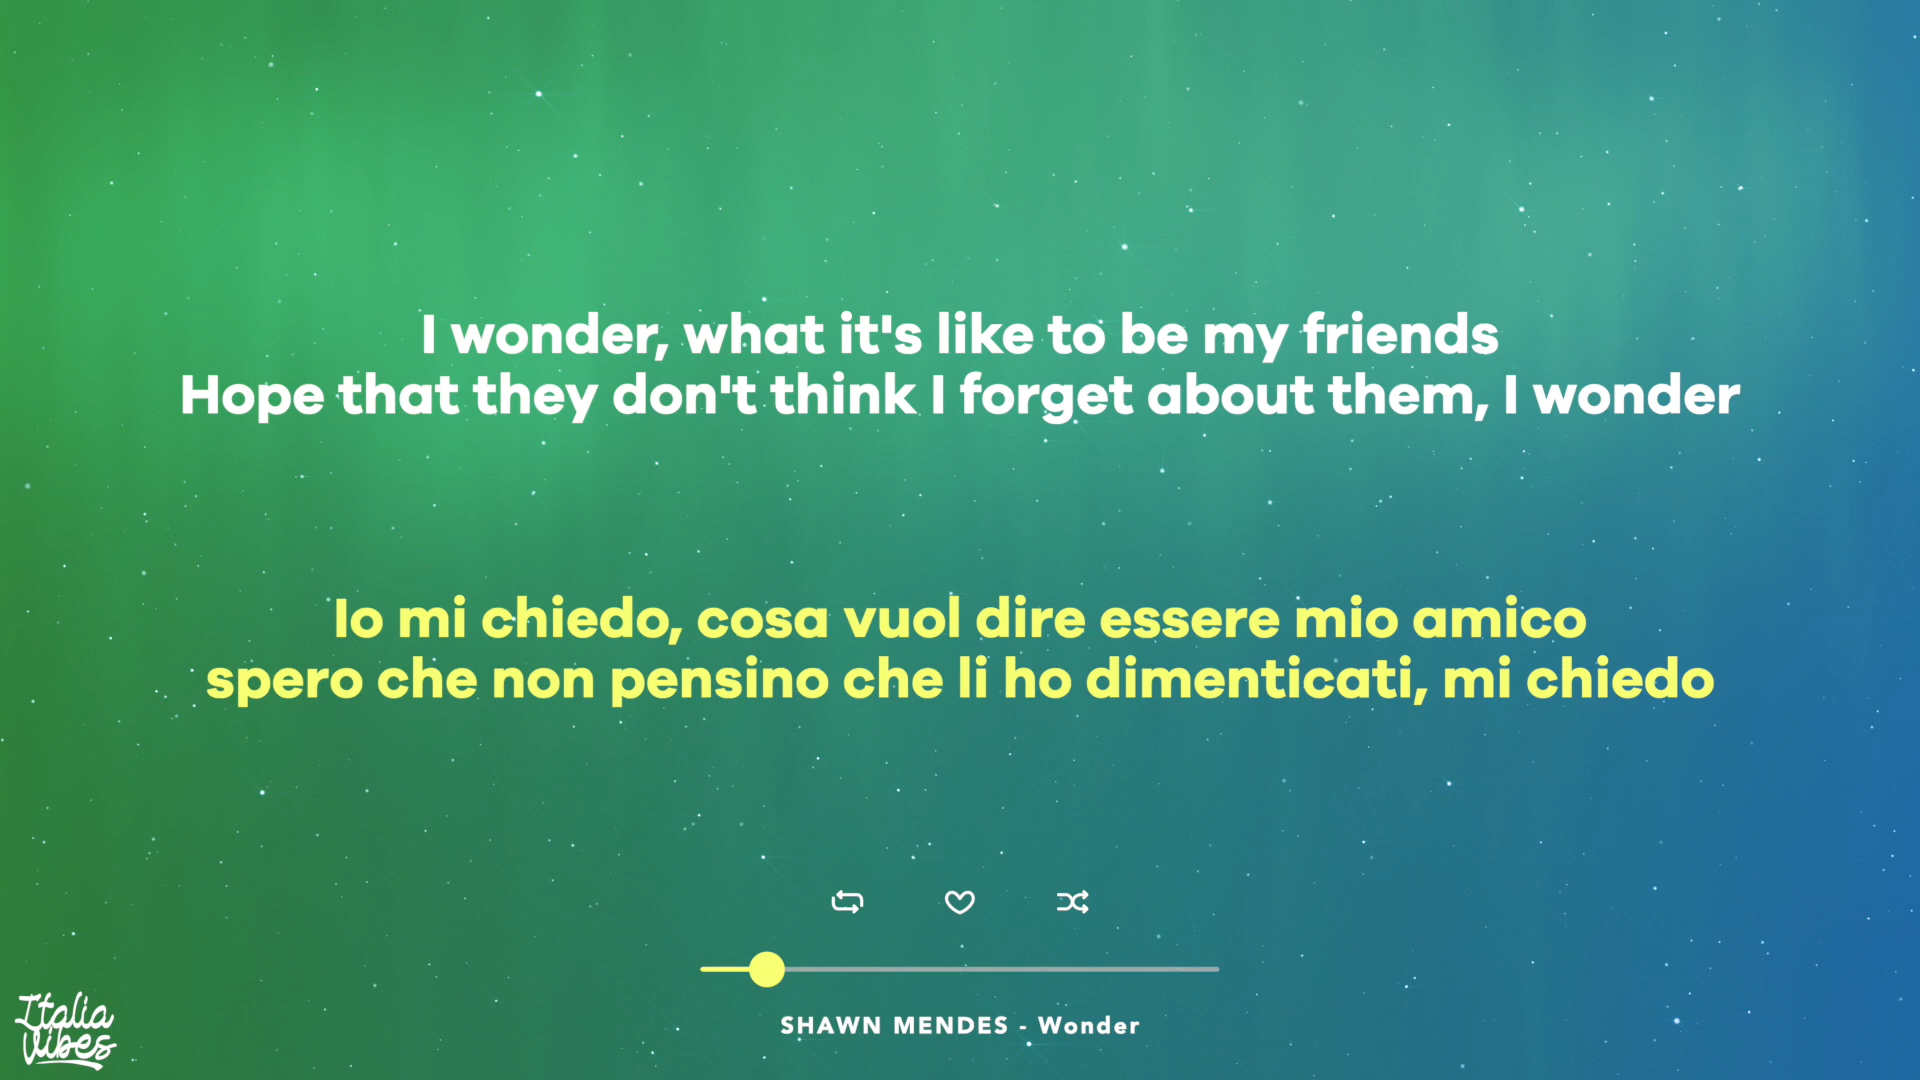 I wonder, what it's like to be my friends
Hope that they don't think I forget about them, I wonder
Io mi chiedo, cosa vuol dire essere mio amico
spero che non pensino che li ho dimenticati, mi chiedo
SHAWN MENDES - Wonder
Italia
Vibes